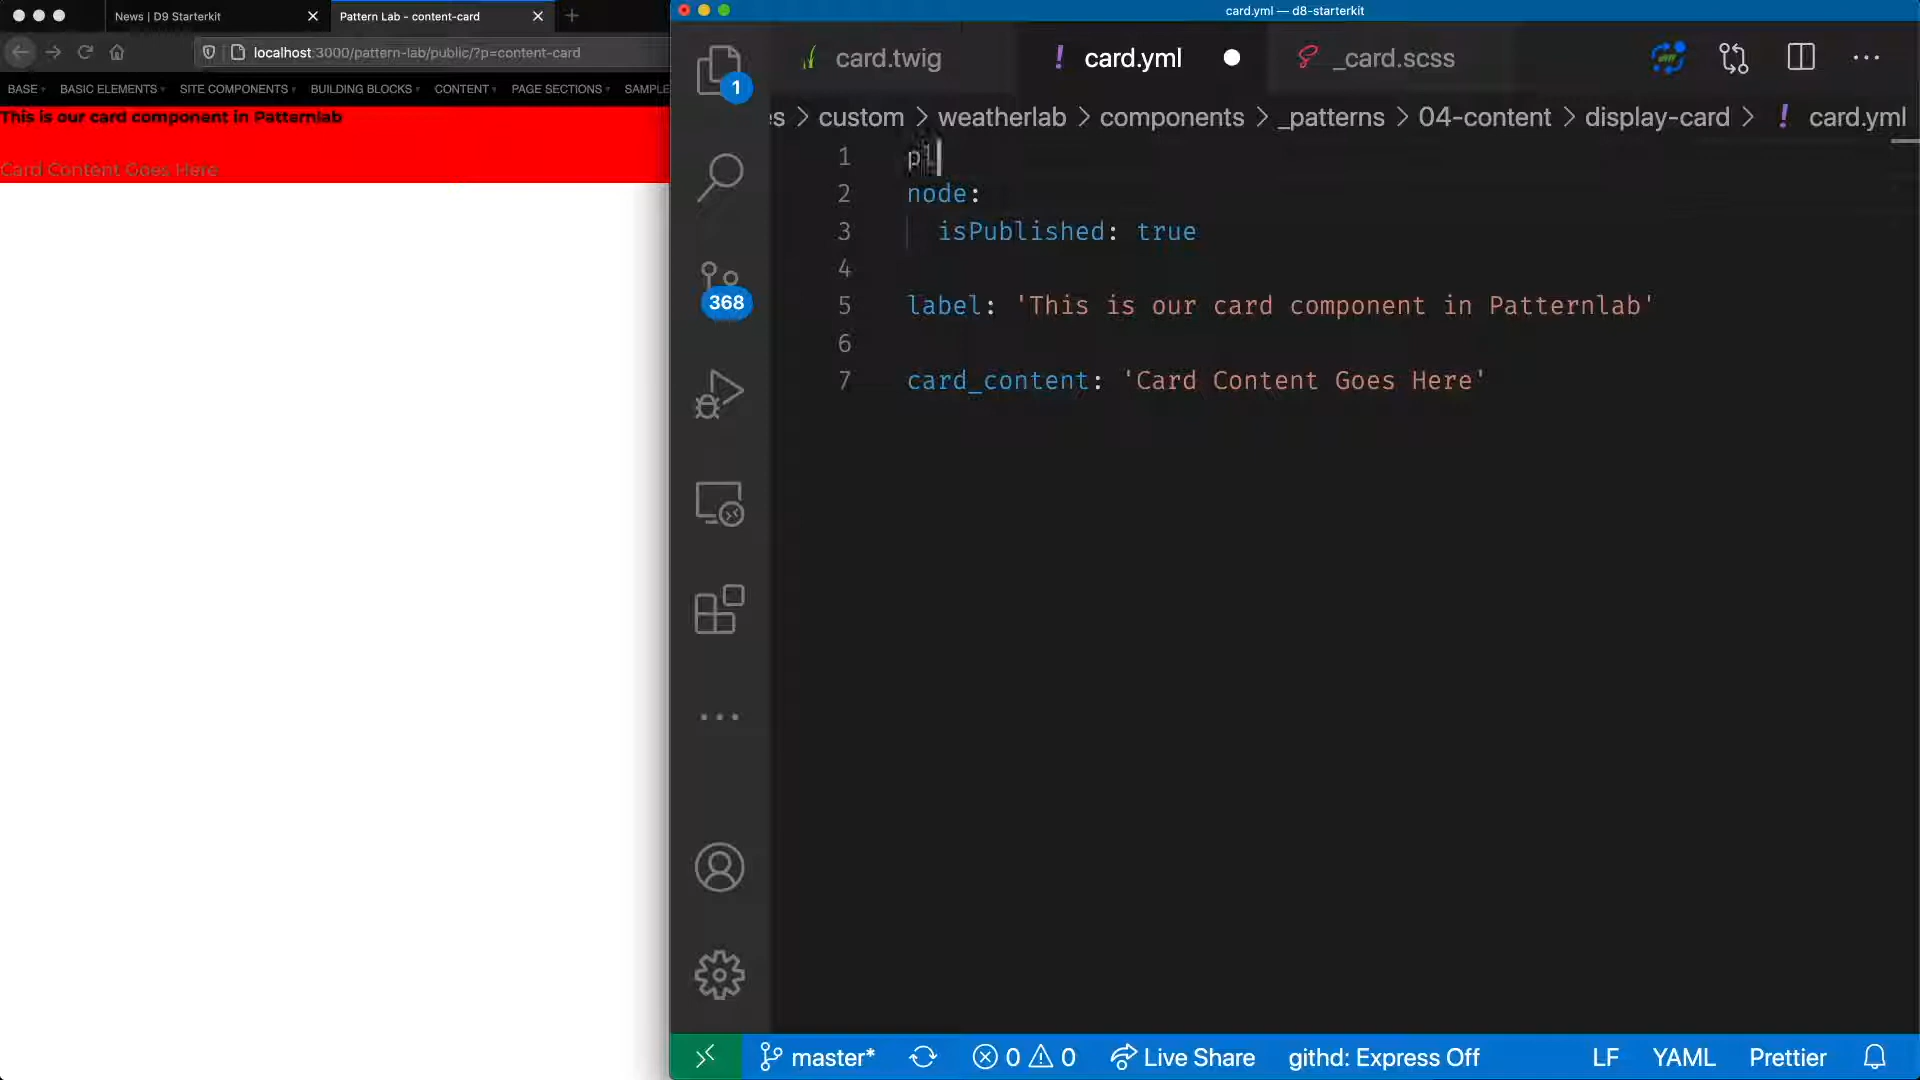 News | D9 Starterkit
Pattern Lab - content-card
localhost:3000/pattern-lab/public/?p=content-card
BASE BASIC ELEMENTS SITE COMPONENTS BUILDING BLOCKS CONTENT PAGE SECTIONS SAMPLE
This is our card component in Patternlab
Card Content Goes Here
card.yml — d8-starterkit
card.twig
card.yml
_card.scss
es > custom > weatherlab > components > _patterns > 04-content > display-card > ! card.yml
1
368
1 pl
2 node:
3 isPublished: true
4
5 label: 'This is our card component in Patternlab'
6
7 card_content: 'Card Content Goes Here'
master* 0 0 Live Share githd: Express Off LF YAML Prettier